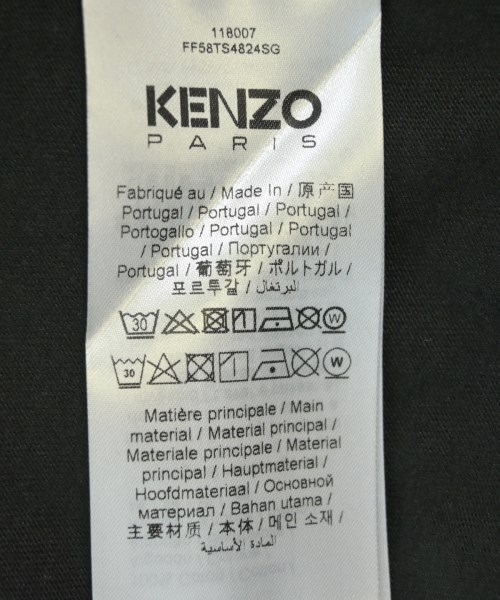 118007
FF58TS4824SG
KENZO
PARIS
Fabriqué au / Made In / 原产国
Portugal / Portugal / Portugal /
Portogallo / Portugal / Portugal
/ Portugal / Португалии /
Portugal / 葡萄牙 / ポルトガル /
포르투갈 / البرتغال
30 W
30 W
Matière principale / Main
material / Material principal /
Materiale principale / Material
principal / Hauptmaterial /
Hoofdmateriaal / Основной
материал / Bahan utama /
主要材质 / 本体 / 메인 소재 /
المادة الأساسية